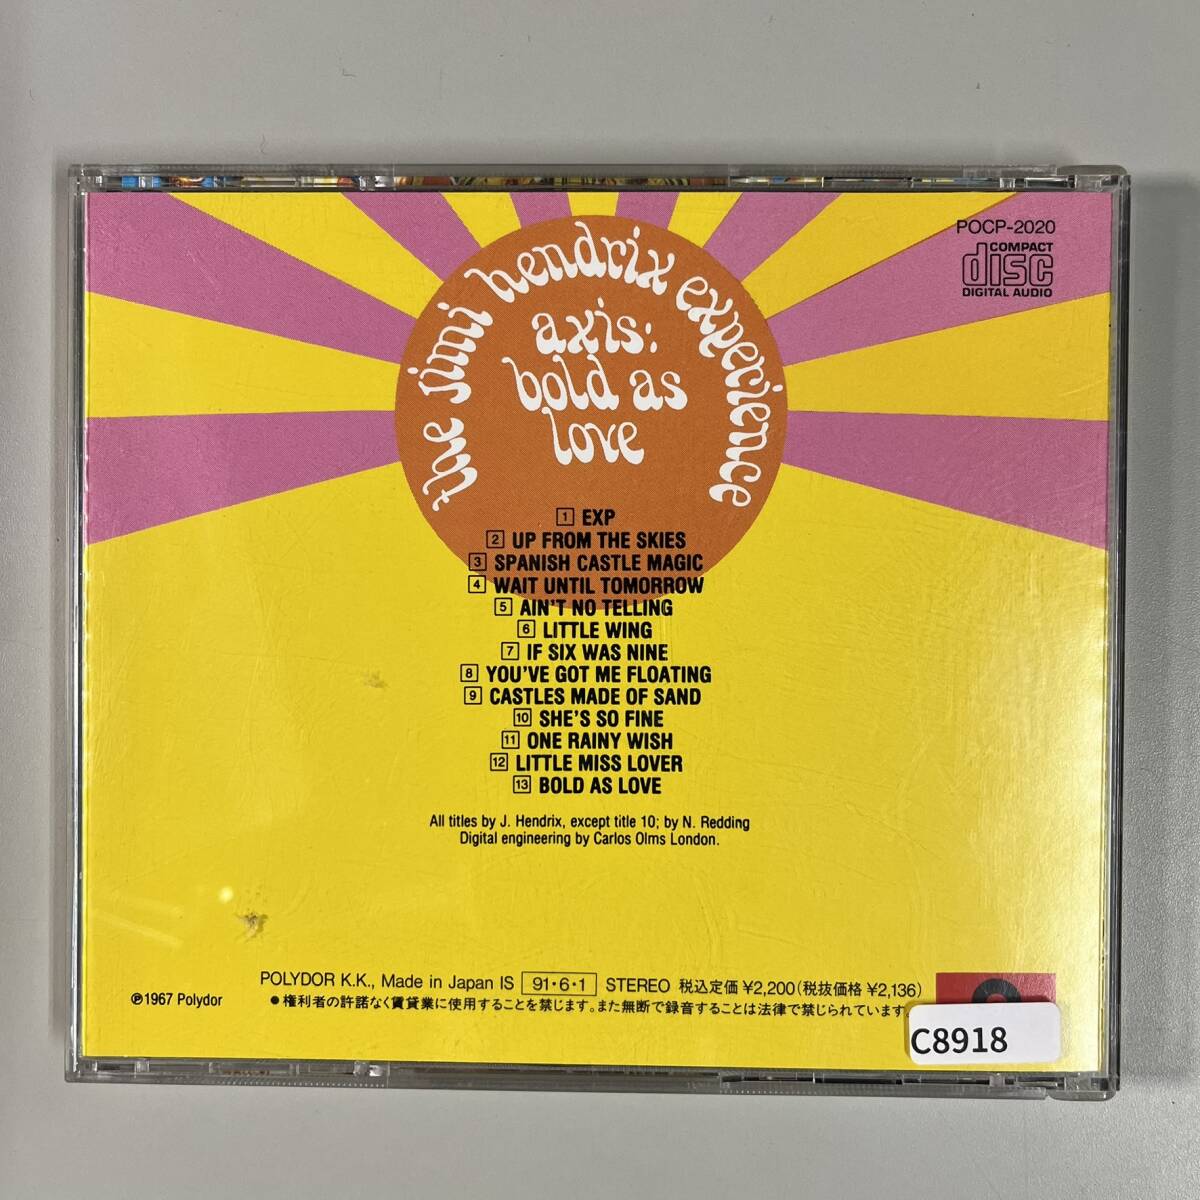 POCP-2020
COMPACT
disc
DIGITAL AUDIO
the jimi hendrix experience
axis:
bold as
love
1 EXP
2 UP FROM THE SKIES
3 SPANISH CASTLE MAGIC
4 WAIT UNTIL TOMORROW
5 AIN'T NO TELLING
6 LITTLE WING
7 IF SIX WAS NINE
8 YOU'VE GOT ME FLOATING
9 CASTLES MADE OF SAND
10 SHE'S SO FINE
11 ONE RAINY WISH
12 LITTLE MISS LOVER
13 BOLD AS LOVE
All titles by J. Hendrix, except title 10; by N. Redding
Digital engineering by Carlos Olms London.
POLYDOR K.K., Made in Japan IS 91・6・1 STEREO 税込定価 ¥2,200(税抜価格 ¥2,136)
℗1967 Polydor
●権利者の許諾なく賃貸業に使用することを禁じます。また無断で録音することは法律で禁じられています。
C8918